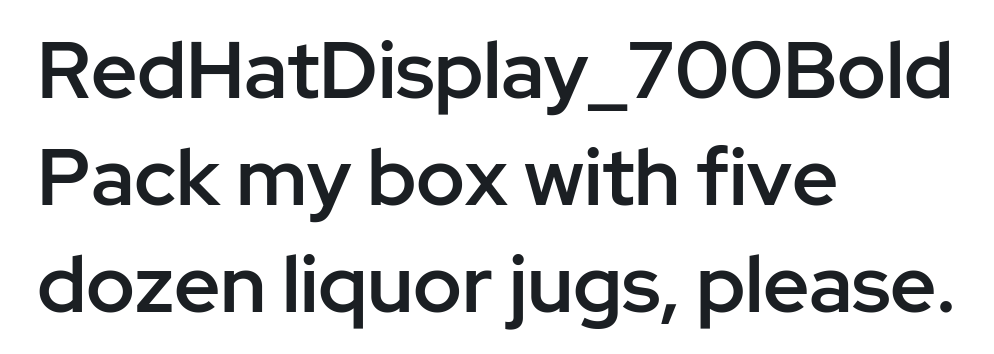 RedHatDisplay_700Bold
Pack my box with five
dozen liquor jugs, please.